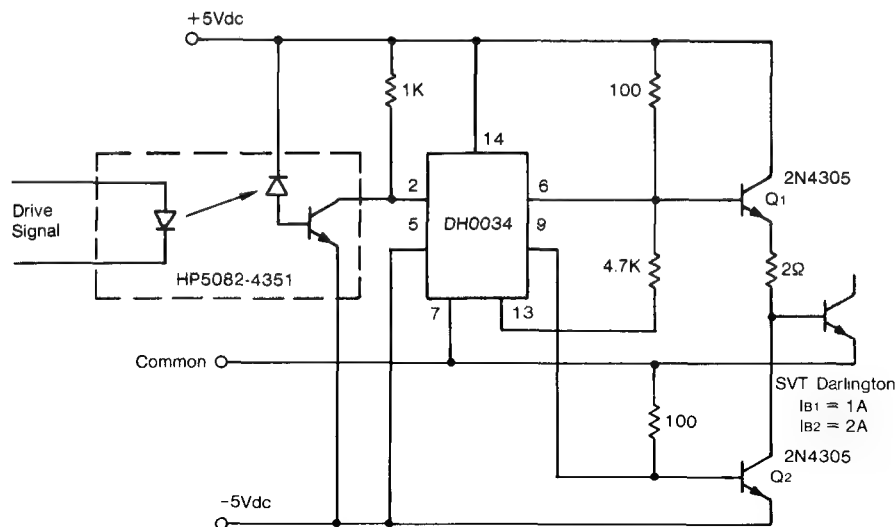 +5Vdc
1K
100
14
2N4305
Q1
2
6
Drive
Signal
5
DH0034
9
4.7K
2Ω
HP5082-4351
7
13
Common
SVT Darlington
IB1 = 1A
IB2 = 2A
100
2N4305
Q2
-5Vdc